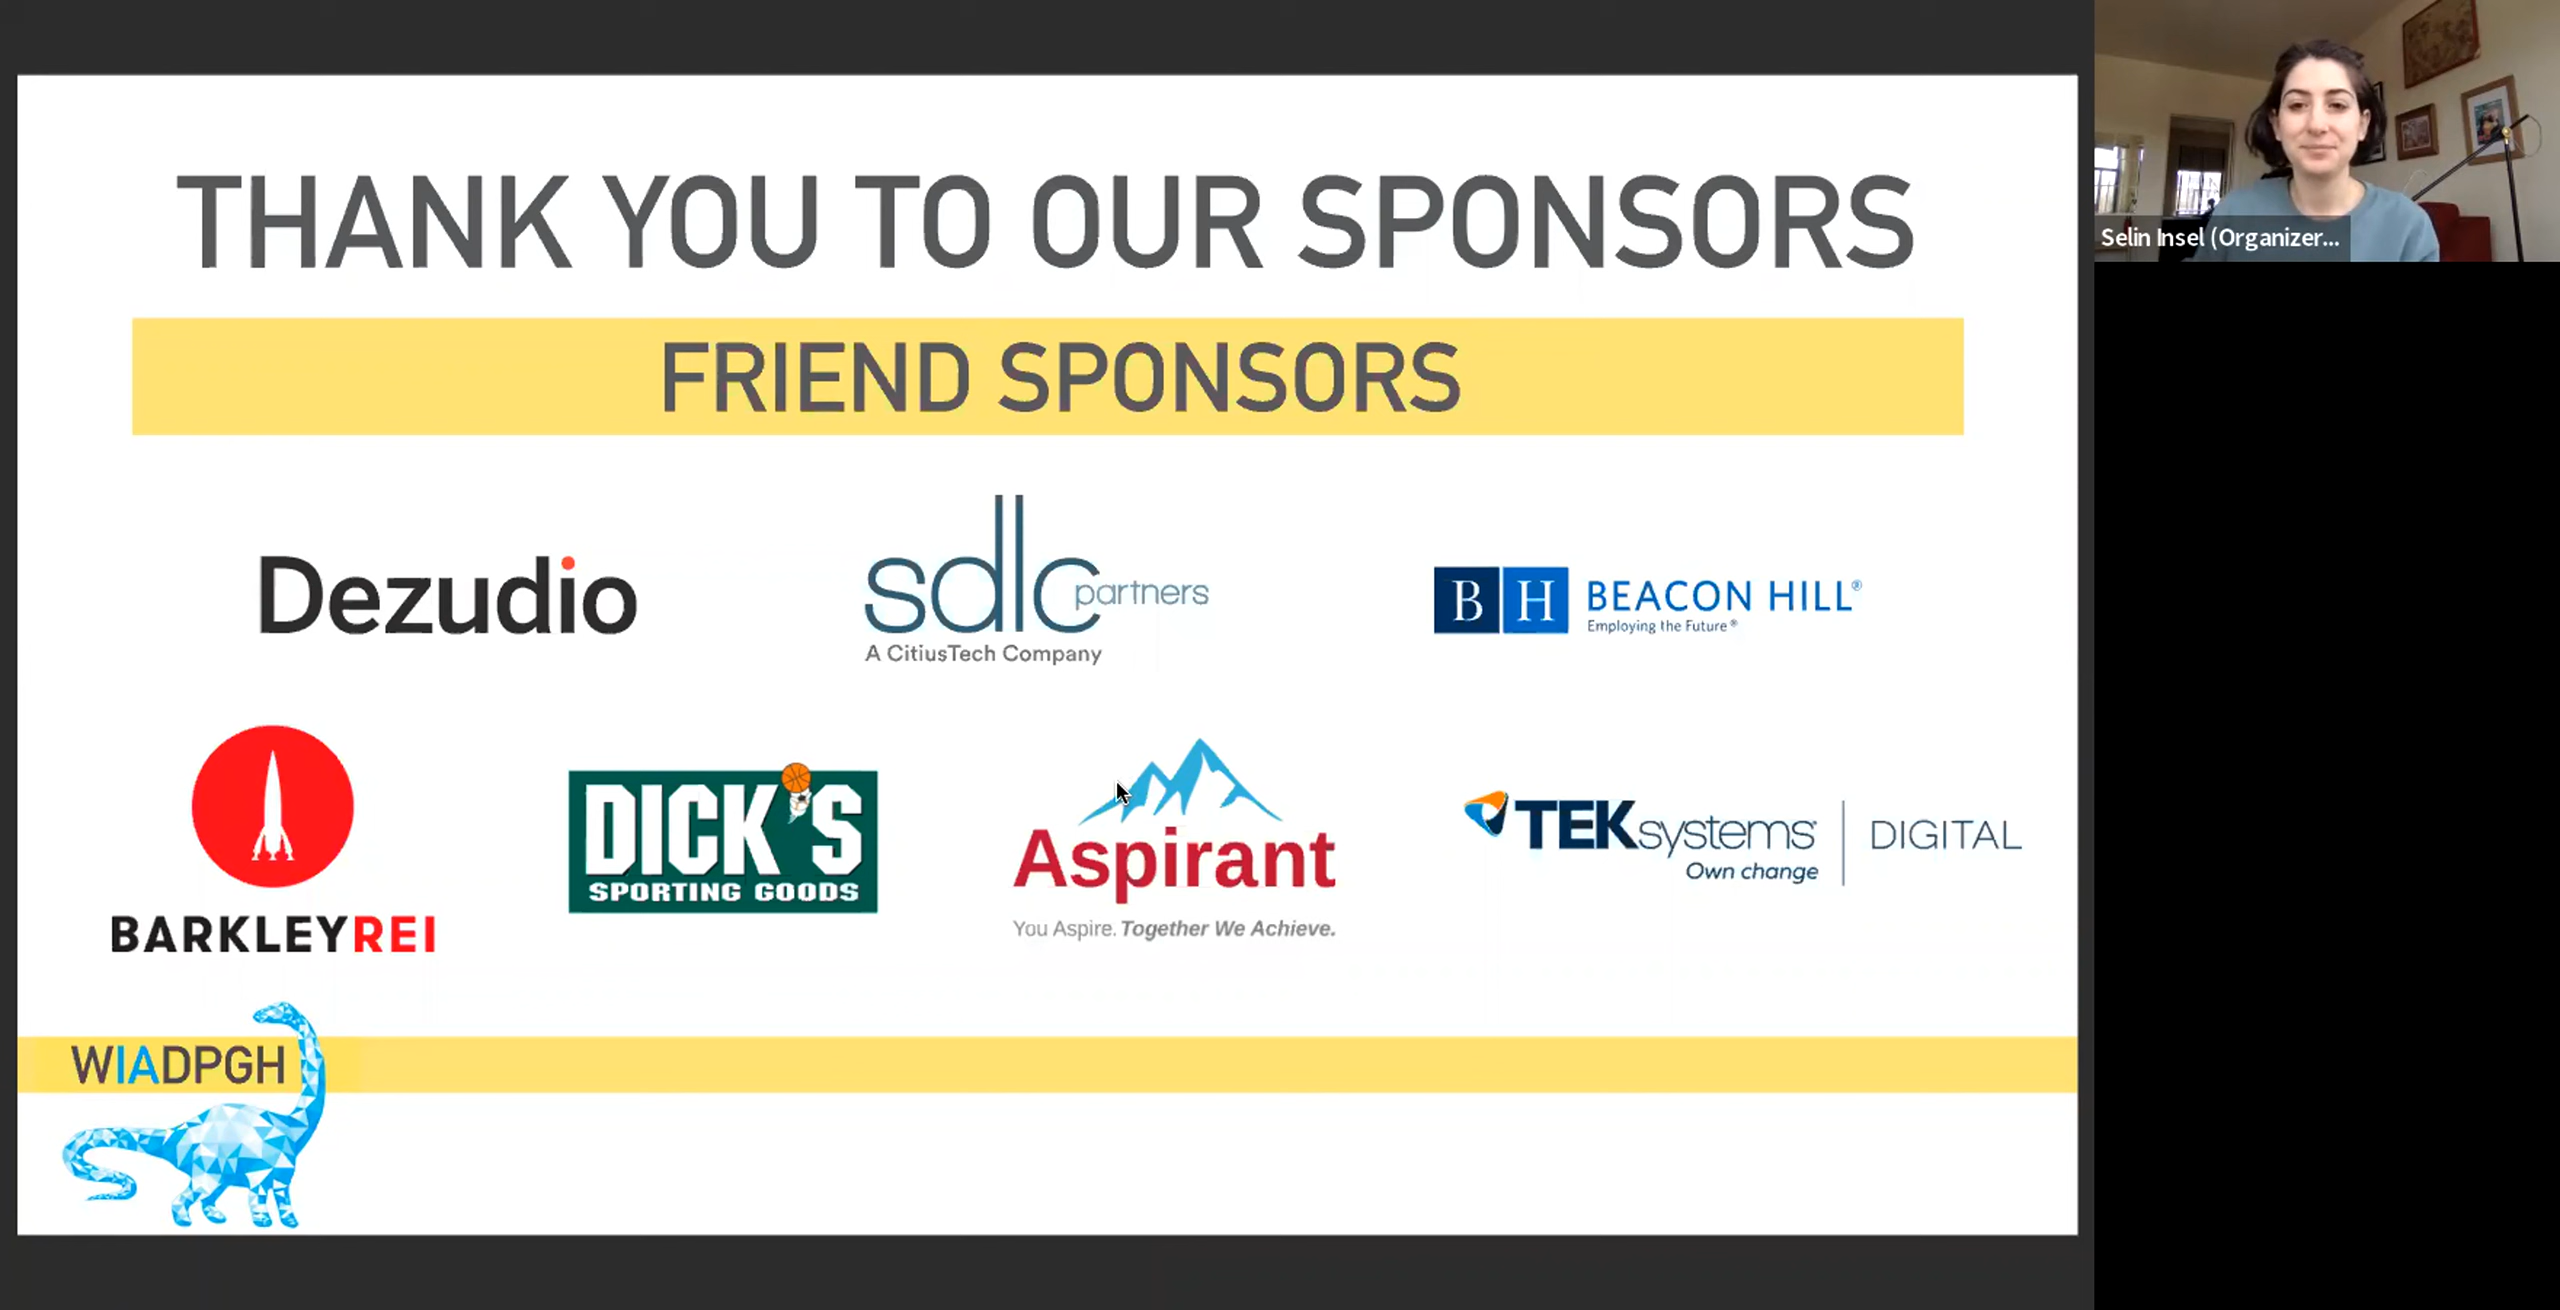 THANK YOU TO OUR SPONSORS
Selin Insel (Organizer...
FRIEND SPONSORS
Dezudio
sdlc partners
A CitiusTech Company
B H BEACON HILL®
Employing the Future®
BARKLEYREI
DICK'S
SPORTING GOODS
Aspirant
You Aspire. Together We Achieve.
TEKsystems DIGITAL
Own change
WIADPGH